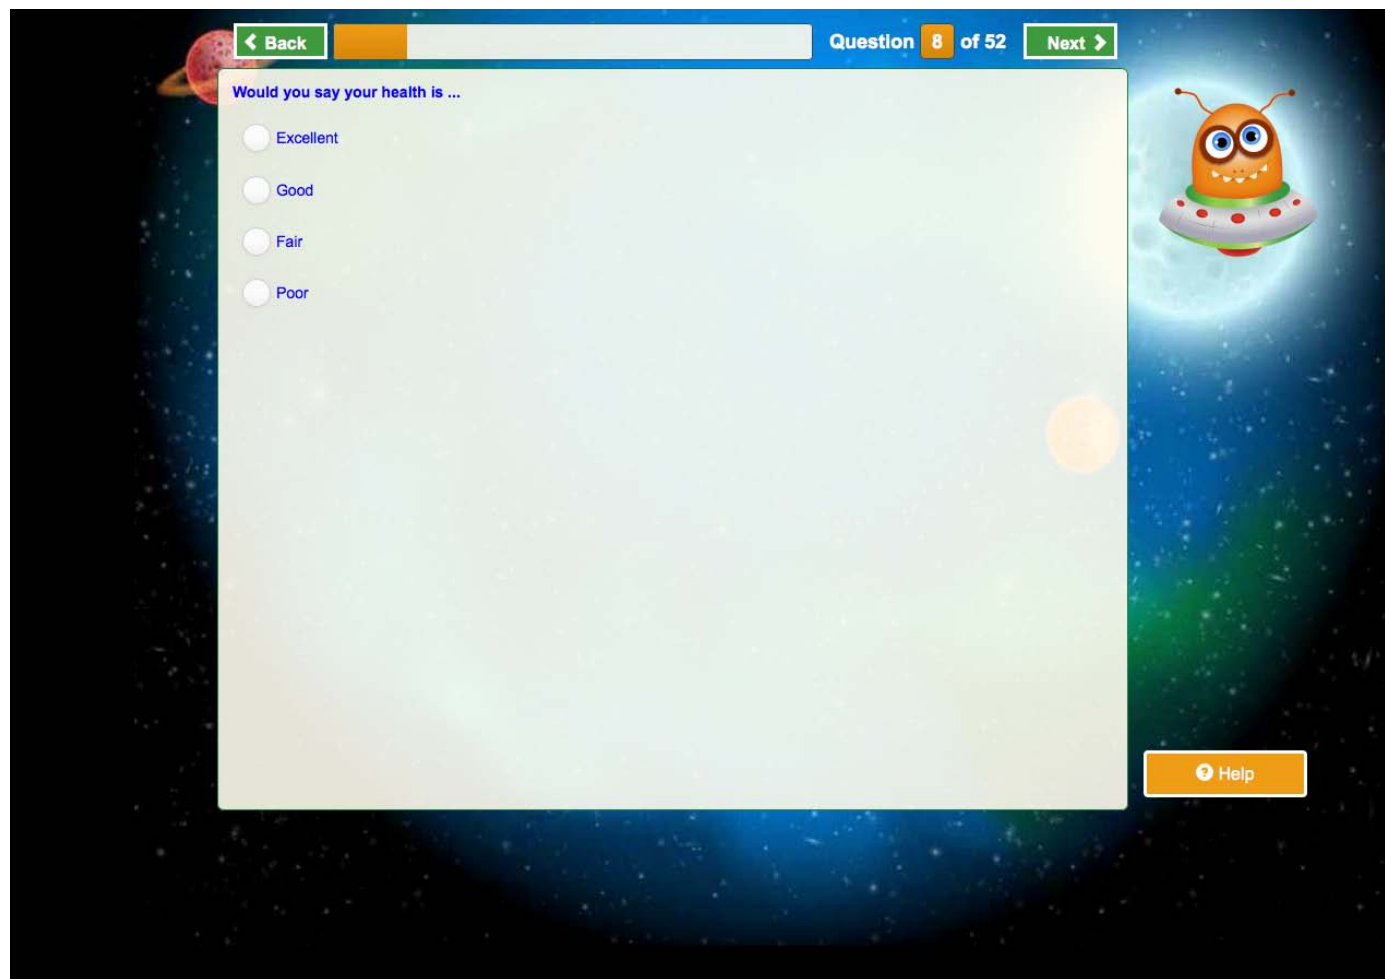 Back
Question 8 of 52
Next
Would you say your health is ...
Excellent
Good
Fair
Poor
Help